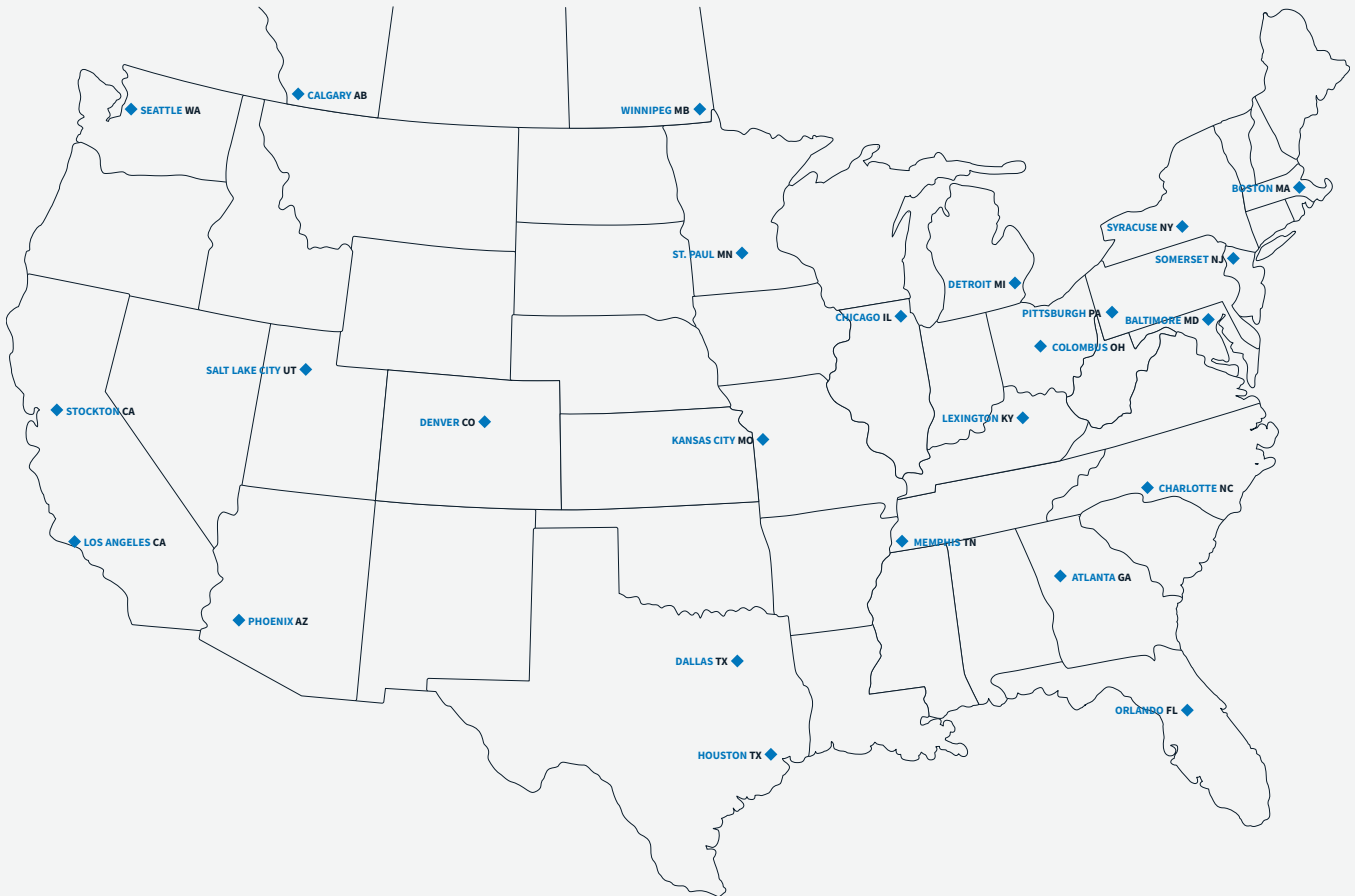 CALGARY AB
SEATTLE WA
WINNIPEG MB
BOSTON MA
SYRACUSE NY
ST. PAUL MN
SOMERSET NJ
DETROIT MI
PITTSBURGH PA
CHICAGO IL
BALTIMORE MD
COLOMBUS OH
SALT LAKE CITY UT
STOCKTON CA
LEXINGTON KY
DENVER CO
KANSAS CITY MO
CHARLOTTE NC
LOS ANGELES CA
MEMPHIS TN
ATLANTA GA
PHOENIX AZ
DALLAS TX
ORLANDO FL
HOUSTON TX